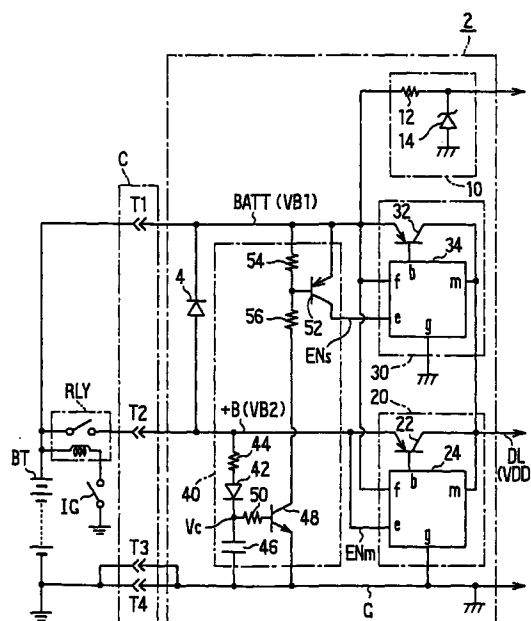 2
C
12
14
10
T1
BATT (VB1)
32
34
54
4
b
f
m
56
52
e
g
ENs
30
RLY
T2
+B (VB2)
20
22
24
44
DL
(VDD)
BT
42
b
f
m
40
50
IG
48
e
Vc
g
46
ENm
T3
T4
G